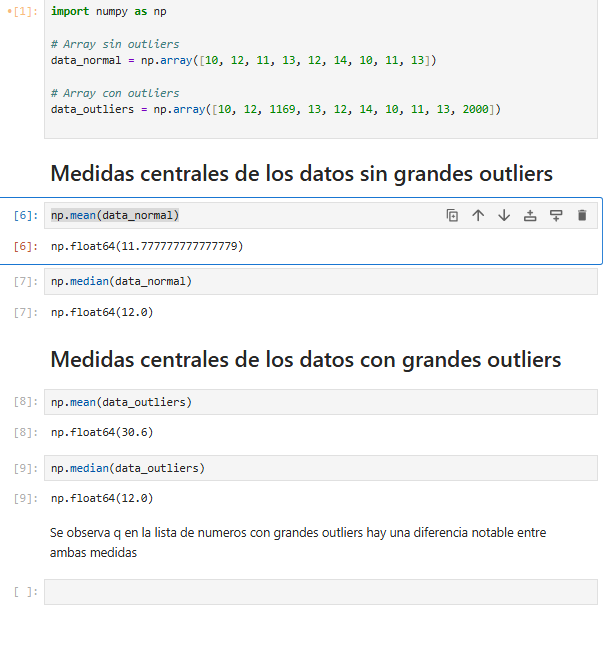 [1]: import numpy as np
# Array sin outliers
data_normal = np.array([10, 12, 11, 13, 12, 14, 10, 11, 13])
# Array con outliers
data_outliers = np.array([10, 12, 1169, 13, 12, 14, 10, 11, 13, 2000])
Medidas centrales de los datos sin grandes outliers
[6]: np.mean(data_normal)
[6]: np.float64(11.777777777777779)
[7]: np.median(data_normal)
[7]: np.float64(12.0)
Medidas centrales de los datos con grandes outliers
[8]: np.mean(data_outliers)
[8]: np.float64(30.6)
[9]: np.median(data_outliers)
[9]: np.float64(12.0)
Se observa q en la lista de numeros con grandes outliers hay una diferencia notable entre
ambas medidas
[ ]: